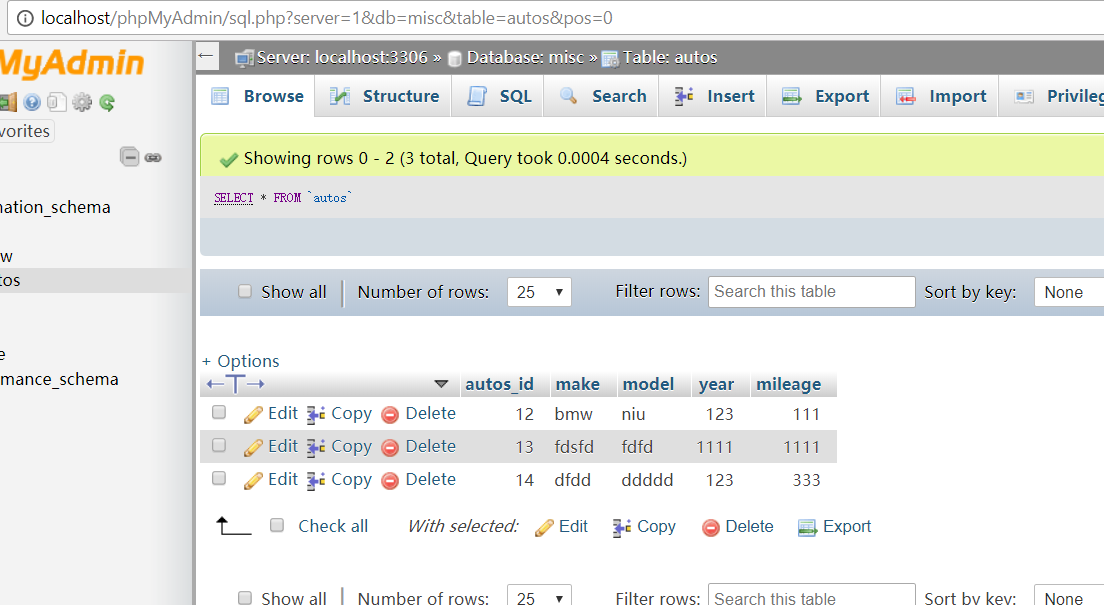 localhost/phpMyAdmin/sql.php?server=1&db=misc&table=autos&pos=0
MyAdmin
vorites
mation_schema
w
tos
e
mance_schema
Server: localhost:3306 » Database: misc » Table: autos
Browse Structure SQL Search Insert Export Import Privileg
Showing rows 0 - 2 (3 total, Query took 0.0004 seconds.)
SELECT * FROM `autos`
Show all Number of rows: 25 Filter rows: Search this table Sort by key: None
+ Options
←T→ autos_id make model year mileage
Edit Copy Delete 12 bmw niu 123 111
Edit Copy Delete 13 fdsfd fdfd 1111 1111
Edit Copy Delete 14 dfdd ddddd 123 333
Check all With selected: Edit Copy Delete Export
Show all Number of rows: 25 Filter rows: Search this table Sort by key: None